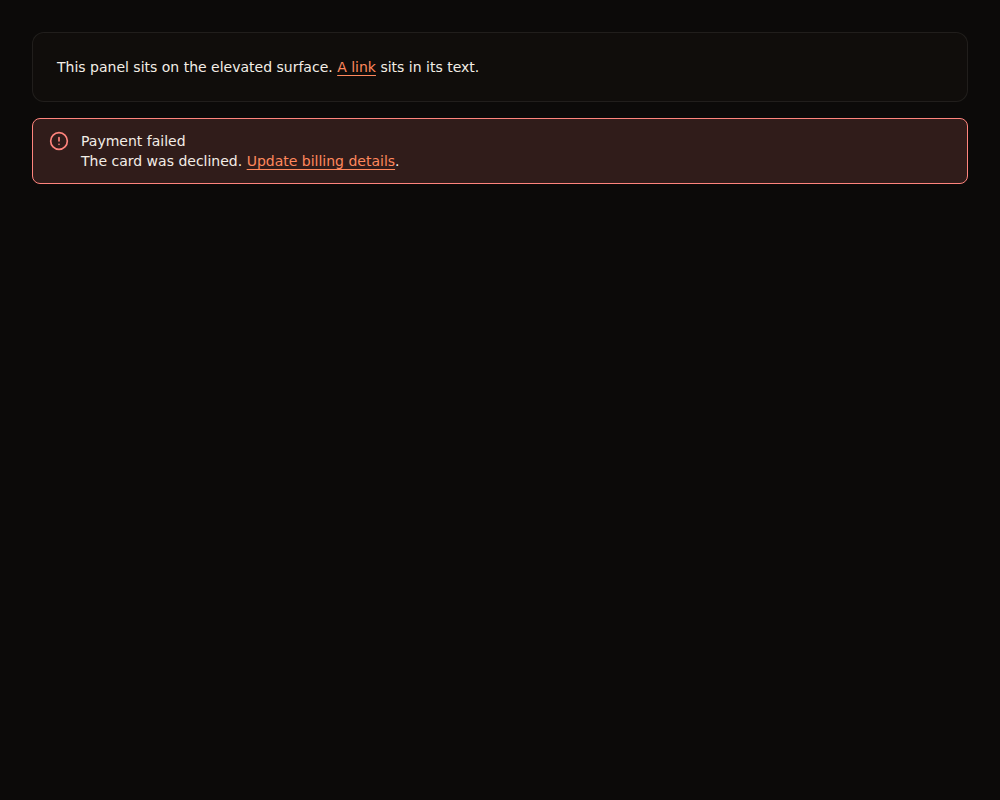 This panel sits on the elevated surface. A link sits in its text.
Payment failed
The card was declined. Update billing details.